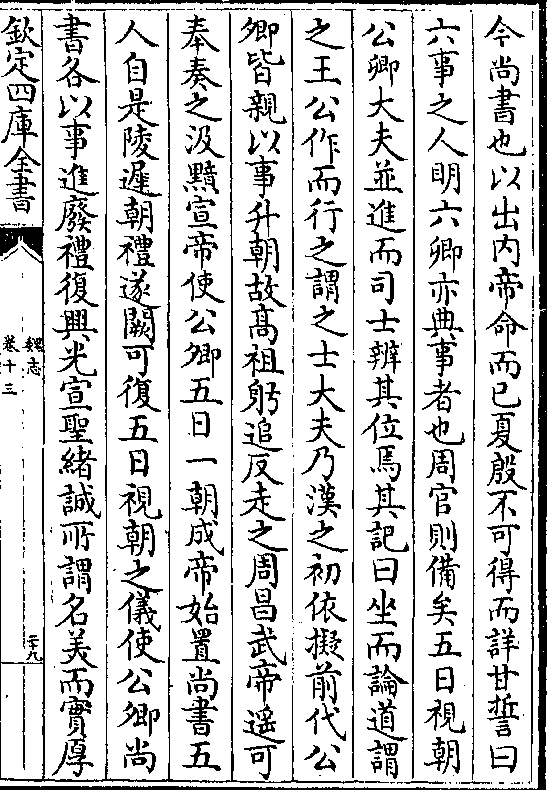 今尚書也以出內帝命而已夏殷不可得而詳甘誓曰
六事之人明六卿亦典事者也周官則備矣五日視朝
公卿大夫並進而司士辨其位焉其記曰坐而論道謂
之王公作而行之謂之士大夫乃漢之初依擬前代公
卿皆親以事升朝故髙祖躬追反走之周昌武帝遥可
奉奏之汲黯宣帝使公卿五日一朝成帝始置尚書五
人自是陵遲朝禮遂闕可復五日視朝之儀使公卿尚
書各以事進廢禮復興光宣聖緒誠所謂名美而實厚
欽定四庫全書
魏志
卷十三
二十九